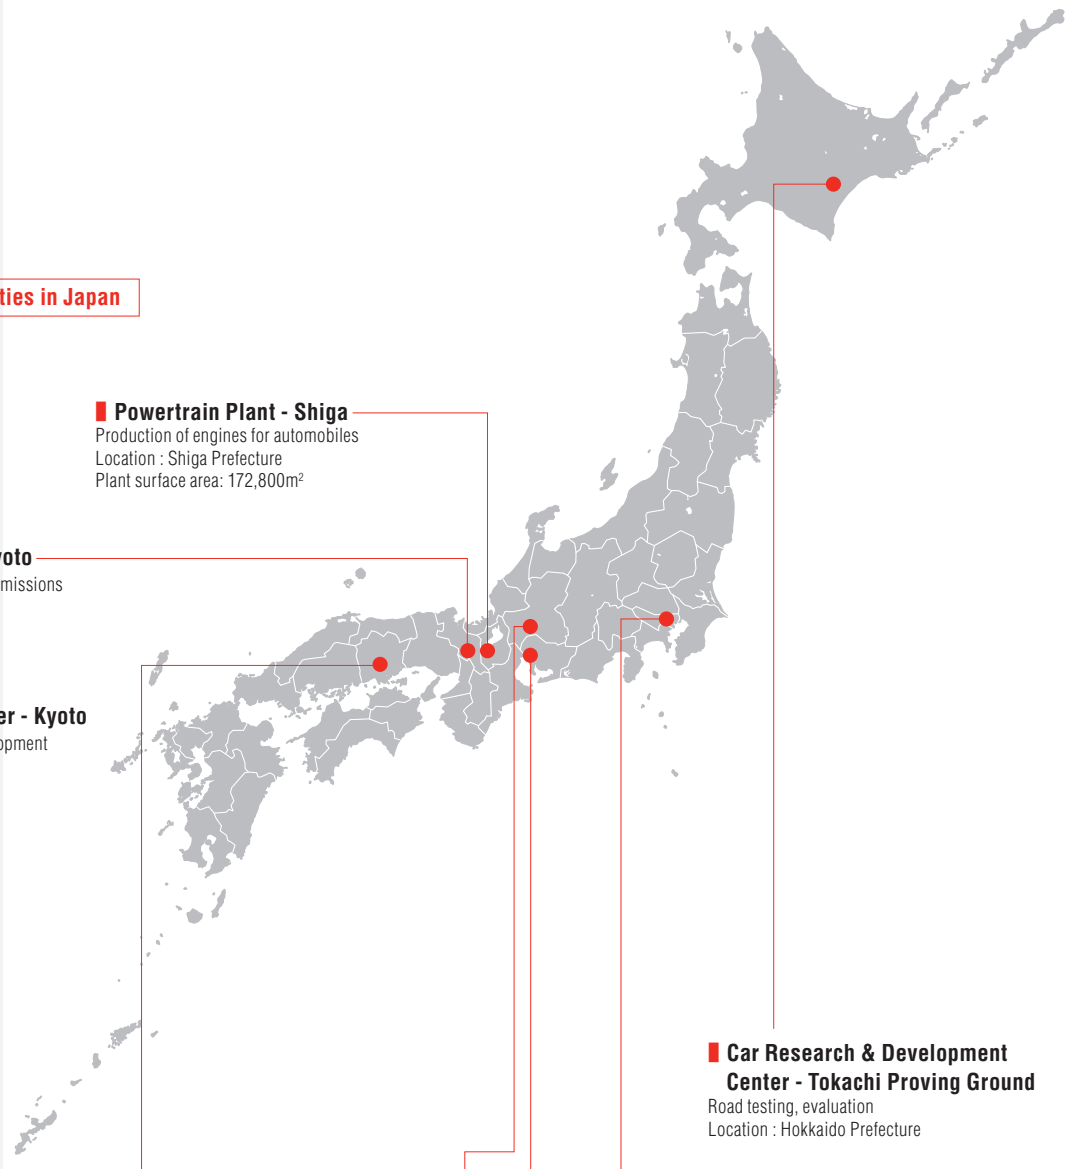 ties in Japan
Powertrain Plant - Shiga
Production of engines for automobiles
Location : Shiga Prefecture
Plant surface area: 172,800m²
yoto
missions
er - Kyoto
opment
Car Research & Development
Center - Tokachi Proving Ground
Road testing, evaluation
Location : Hokkaido Prefecture